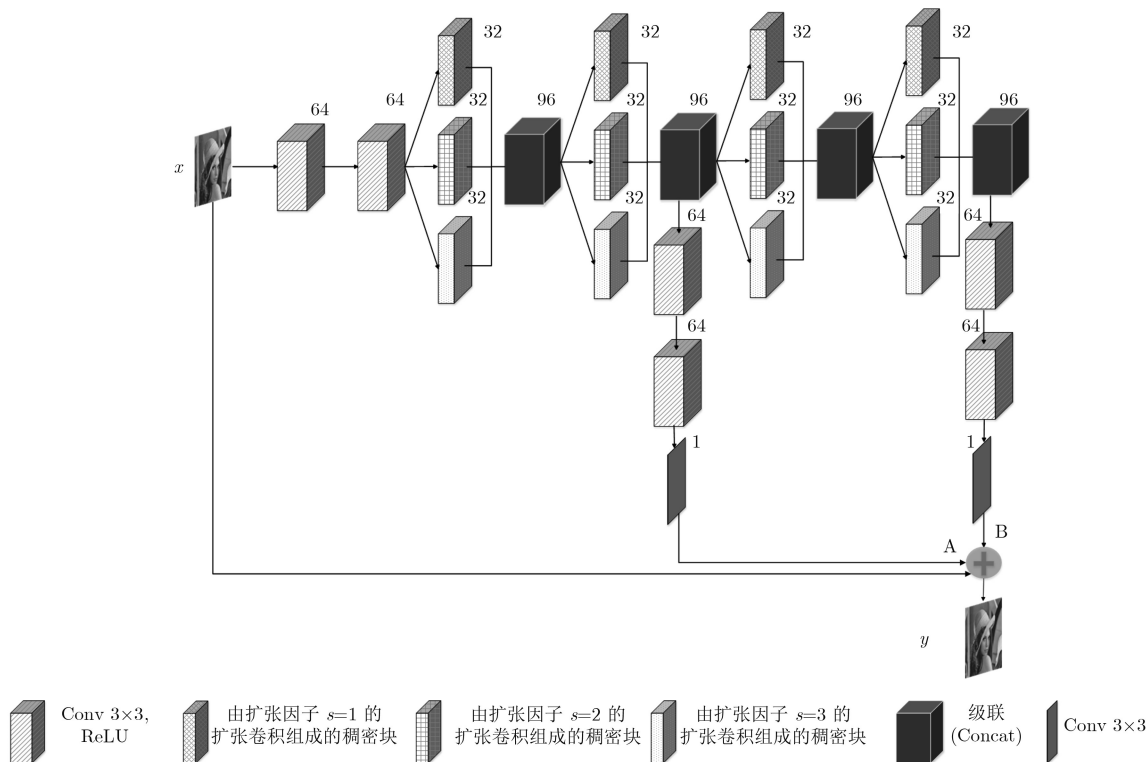 32 32 32 32
64 64 32 96 32 96 32 96 32 96
x
32 32 32 32
64 64
64 64
1 1
A B
y
Conv 3×3,
ReLU
由扩张因子 s=1 的
扩张卷积组成的稠密块
由扩张因子 s=2 的
扩张卷积组成的稠密块
由扩张因子 s=3 的
扩张卷积组成的稠密块
级联
(Concat)
Conv 3×3